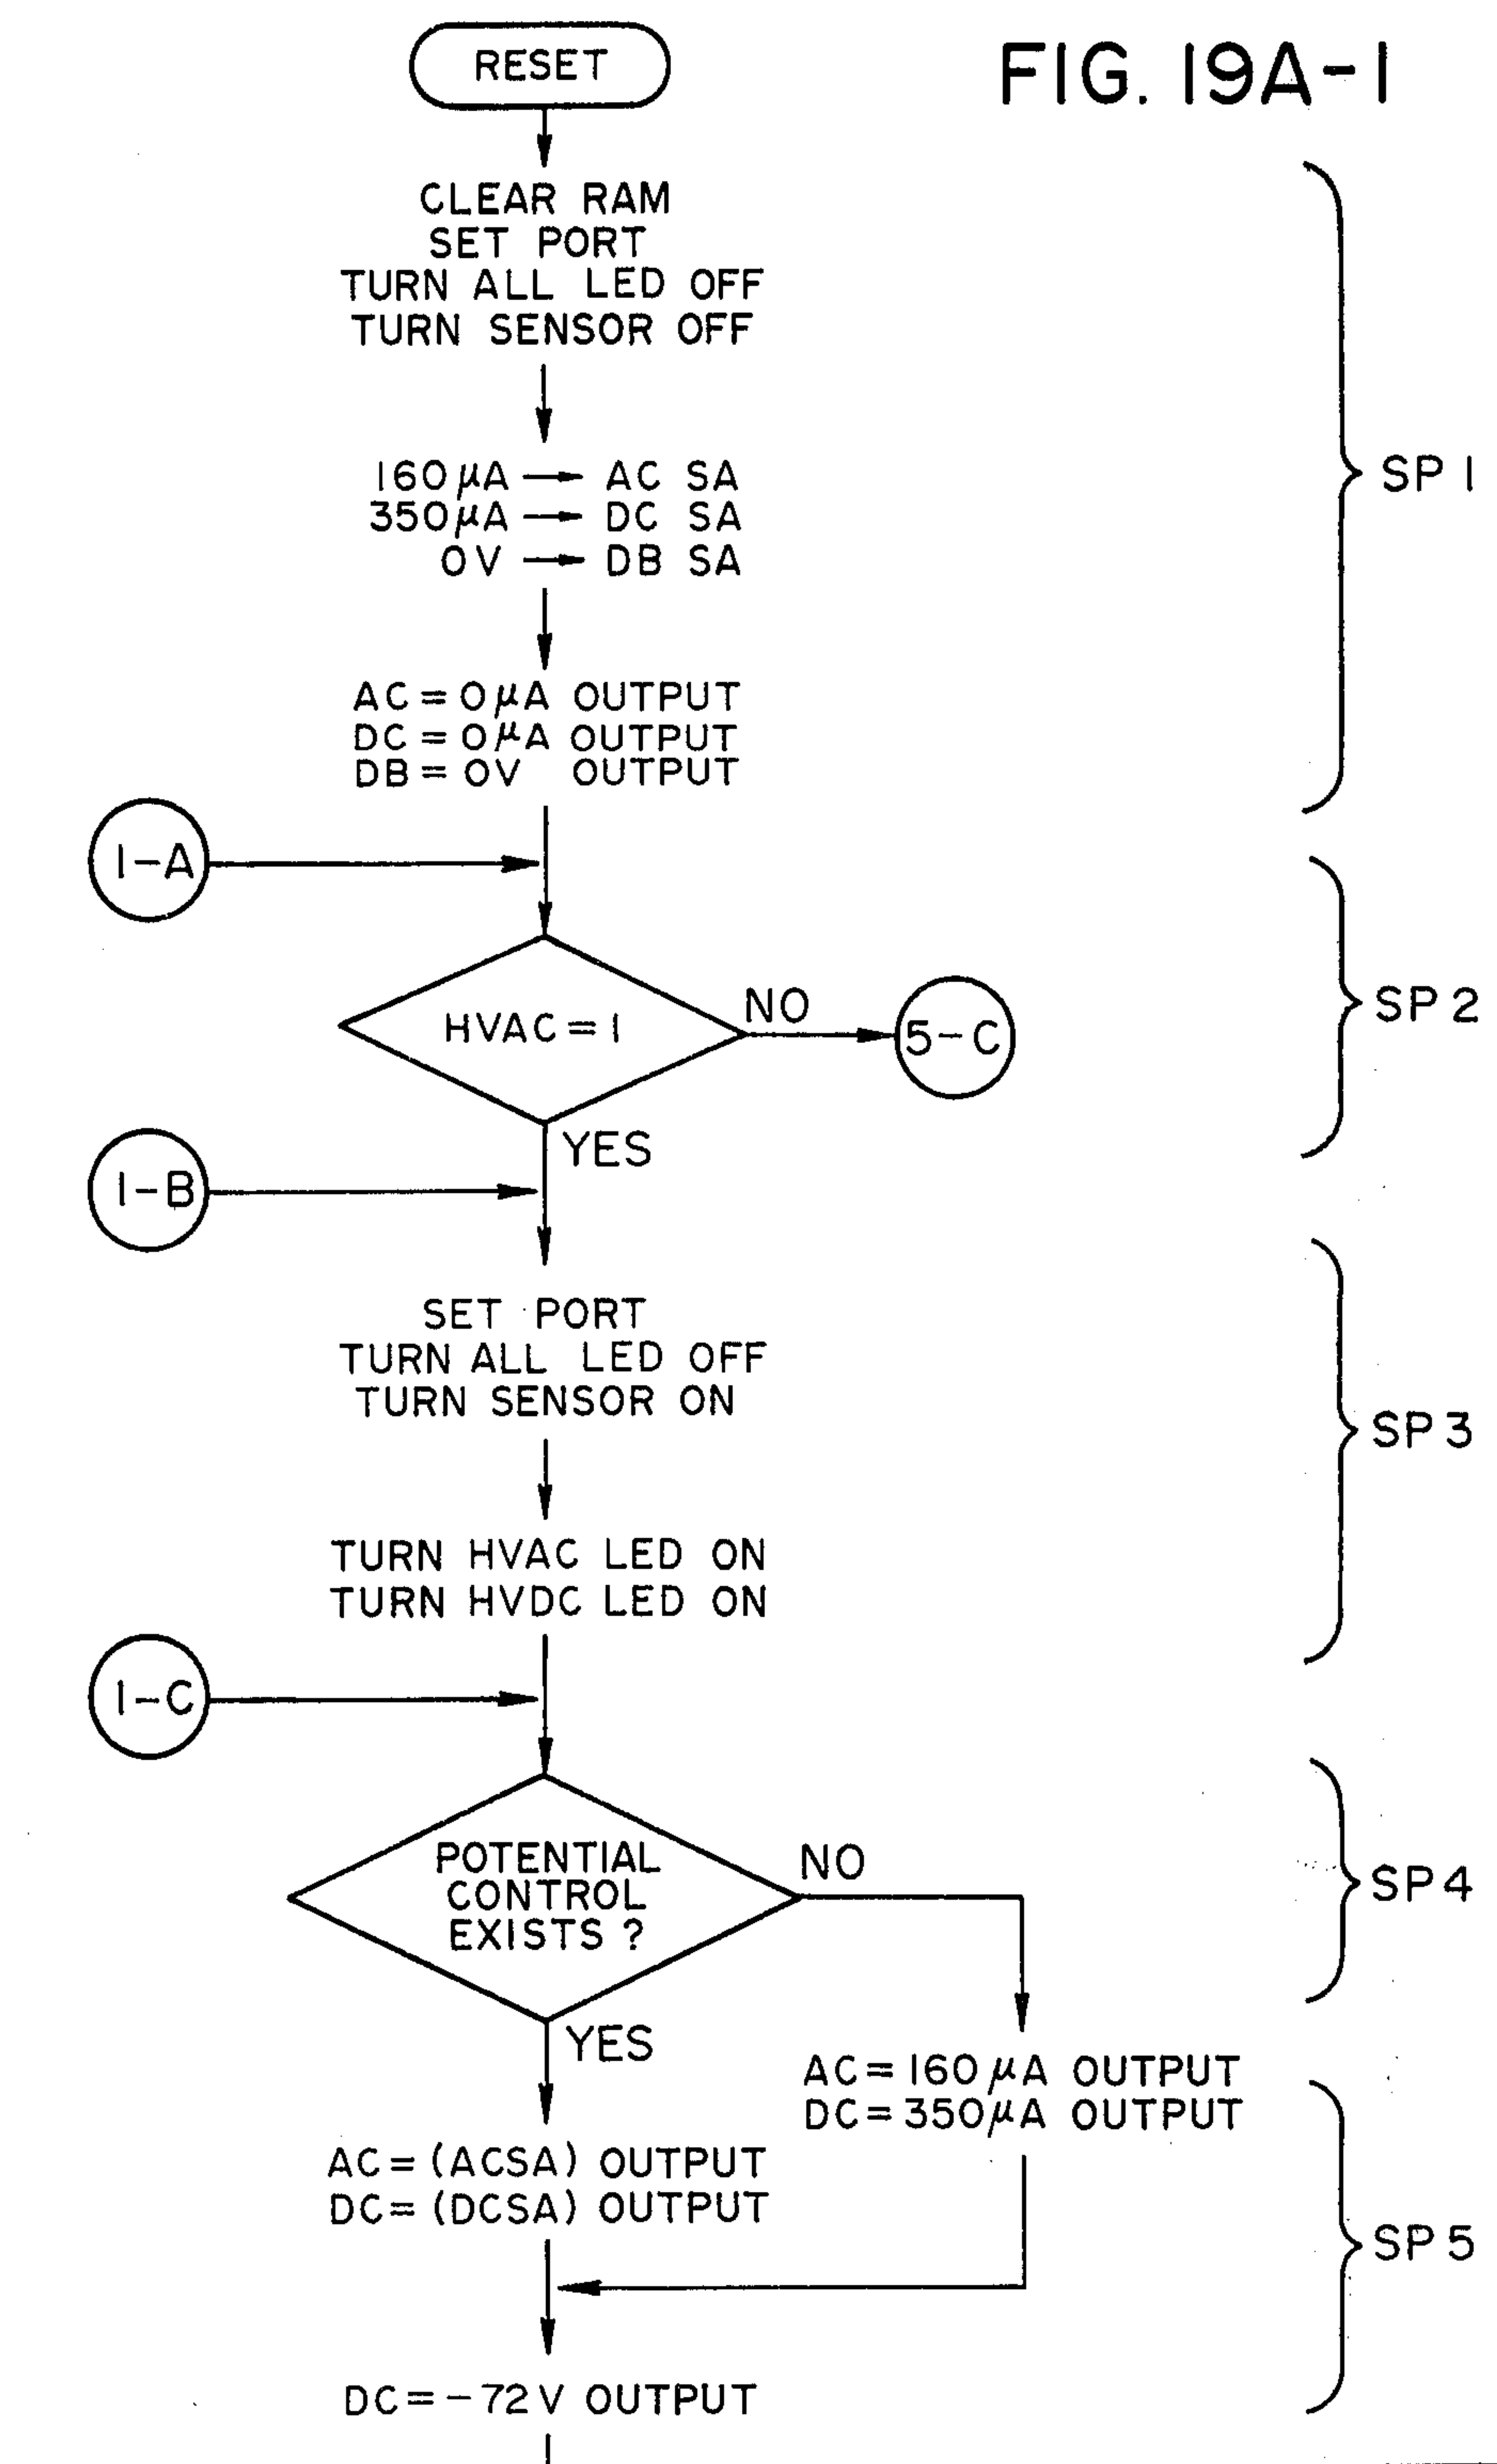 FIG. 19A-1
RESET
CLEAR RAM
SET PORT
TURN ALL LED OFF
TURN SENSOR OFF
160μA → AC SA
350μA → DC SA
0V → DB SA
SP 1
AC = 0μA OUTPUT
DC = 0μA OUTPUT
DB = 0V OUTPUT
1-A
HVAC = 1
NO
5-C
SP 2
YES
1-B
SET PORT
TURN ALL LED OFF
TURN SENSOR ON
SP 3
TURN HVAC LED ON
TURN HVDC LED ON
1-C
POTENTIAL
CONTROL
EXISTS ?
NO
SP 4
YES
AC = 160μA OUTPUT
DC = 350μA OUTPUT
AC = (ACSA) OUTPUT
DC = (DCSA) OUTPUT
SP 5
DC = -72V OUTPUT